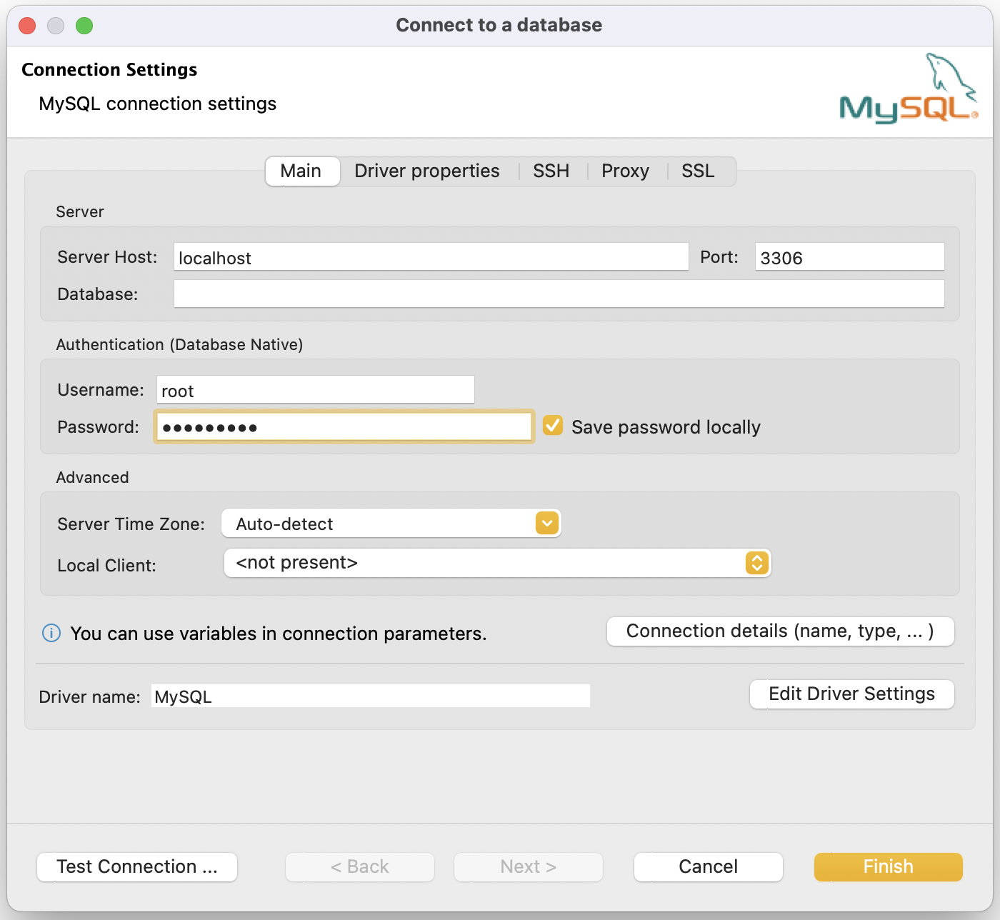 Connect to a database
Connection Settings
MySQL connection settings
MySQL®
Main Driver properties SSH Proxy SSL
Server
Server Host: localhost Port: 3306
Database:
Authentication (Database Native)
Username: root
Password: •••••••••  Save password locally
Advanced
Server Time Zone: Auto-detect
Local Client: <not present>
You can use variables in connection parameters. Connection details (name, type, ... )
Driver name: MySQL Edit Driver Settings
Test Connection ... < Back Next > Cancel Finish